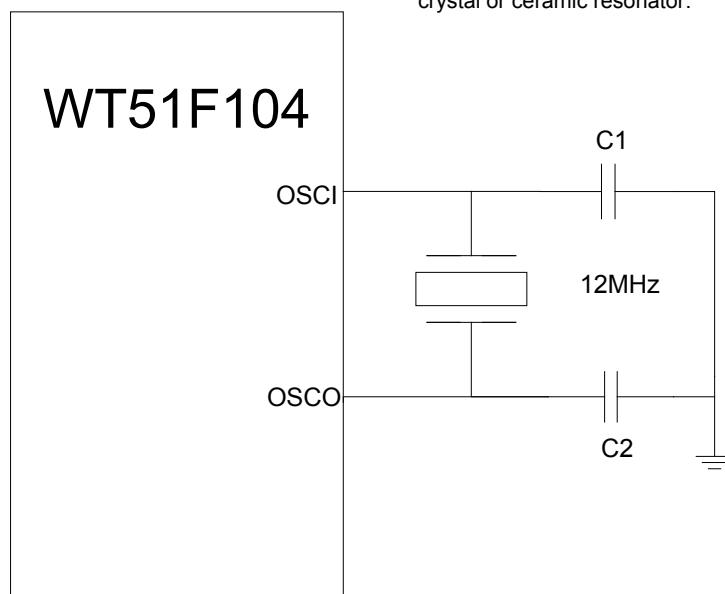 crystal or ceramic resonator.
WT51F104
C1
OSCI
12MHz
OSCO
C2